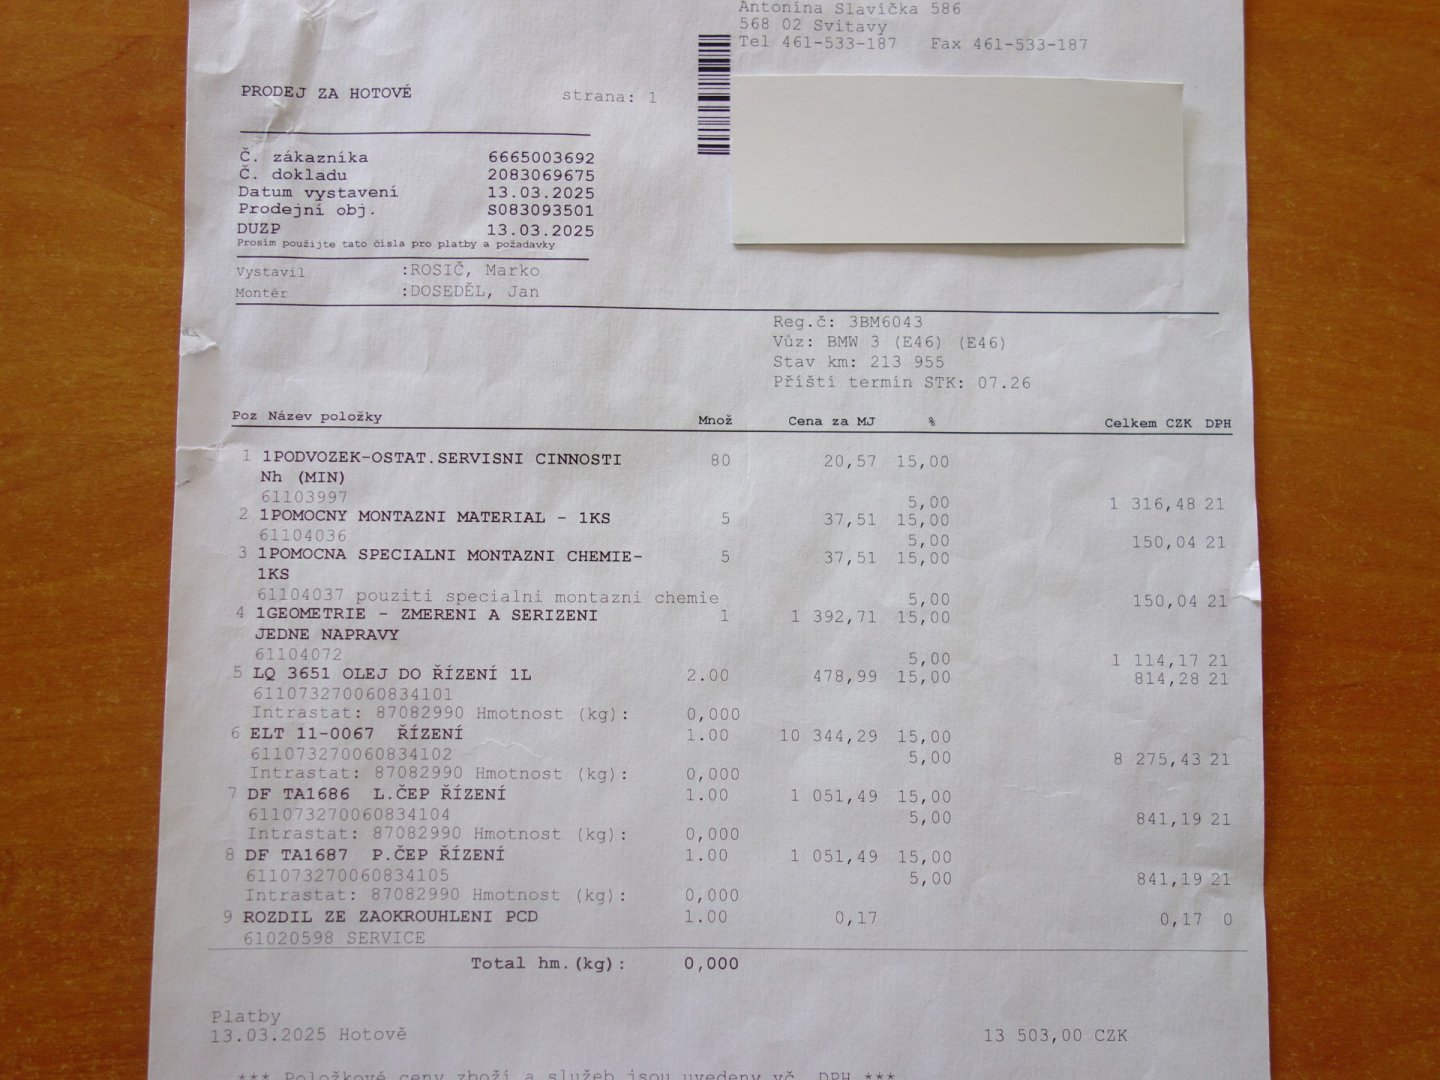 Antonína Slavíčka 586
568 02 Svitavy
Tel 461-533-187 Fax 461-533-187
PRODEJ ZA HOTOVÉ strana: 1
Č. zákazníka 6665003692
Č. dokladu 2083069675
Datum vystavení 13.03.2025
Prodejní obj. S083093501
DUZP 13.03.2025
Prosím použijte tato čísla pro platby a požadavky
Vystavil :ROSIČ, Marko
Montér :DOSEDĚL, Jan
Reg.č: 3BM6043
Vůz: BMW 3 (E46) (E46)
Stav km: 213 955
Příští termín STK: 07.26
Poz Název položky Množ Cena za MJ % Celkem CZK DPH
1 1PODVOZEK-OSTAT.SERVISNI CINNOSTI 80 20,57 15,00
Nh (MIN)
61103997 5,00 1 316,48 21
2 1POMOCNY MONTAZNI MATERIAL - 1KS 5 37,51 15,00
61104036 5,00 150,04 21
3 1POMOCNA SPECIALNI MONTAZNI CHEMIE- 5 37,51 15,00
1KS
61104037 pouziti specialni montazni chemie 5,00 150,04 21
4 1GEOMETRIE - ZMERENI A SERIZENI 1 1 392,71 15,00
JEDNE NAPRAVY
61104072 5,00 1 114,17 21
5 LQ 3651 OLEJ DO ŘÍZENÍ 1L 2.00 478,99 15,00 814,28 21
611073270060834101
Intrastat: 87082990 Hmotnost (kg): 0,000
6 ELT 11-0067 ŘÍZENÍ 1.00 10 344,29 15,00
611073270060834102 5,00 8 275,43 21
Intrastat: 87082990 Hmotnost (kg): 0,000
7 DF TA1686 L.ČEP ŘÍZENÍ 1.00 1 051,49 15,00
611073270060834104 5,00 841,19 21
Intrastat: 87082990 Hmotnost (kg): 0,000
8 DF TA1687 P.ČEP ŘÍZENÍ 1.00 1 051,49 15,00
611073270060834105 5,00 841,19 21
Intrastat: 87082990 Hmotnost (kg): 0,000
9 ROZDIL ZE ZAOKROUHLENI PCD 1.00 0,17 0,17 0
61020598 SERVICE
Total hm.(kg): 0,000
Platby
13.03.2025 Hotově 13 503,00 CZK
*** Položkové ceny zboží a služeb jsou uvedeny vč. DPH ***